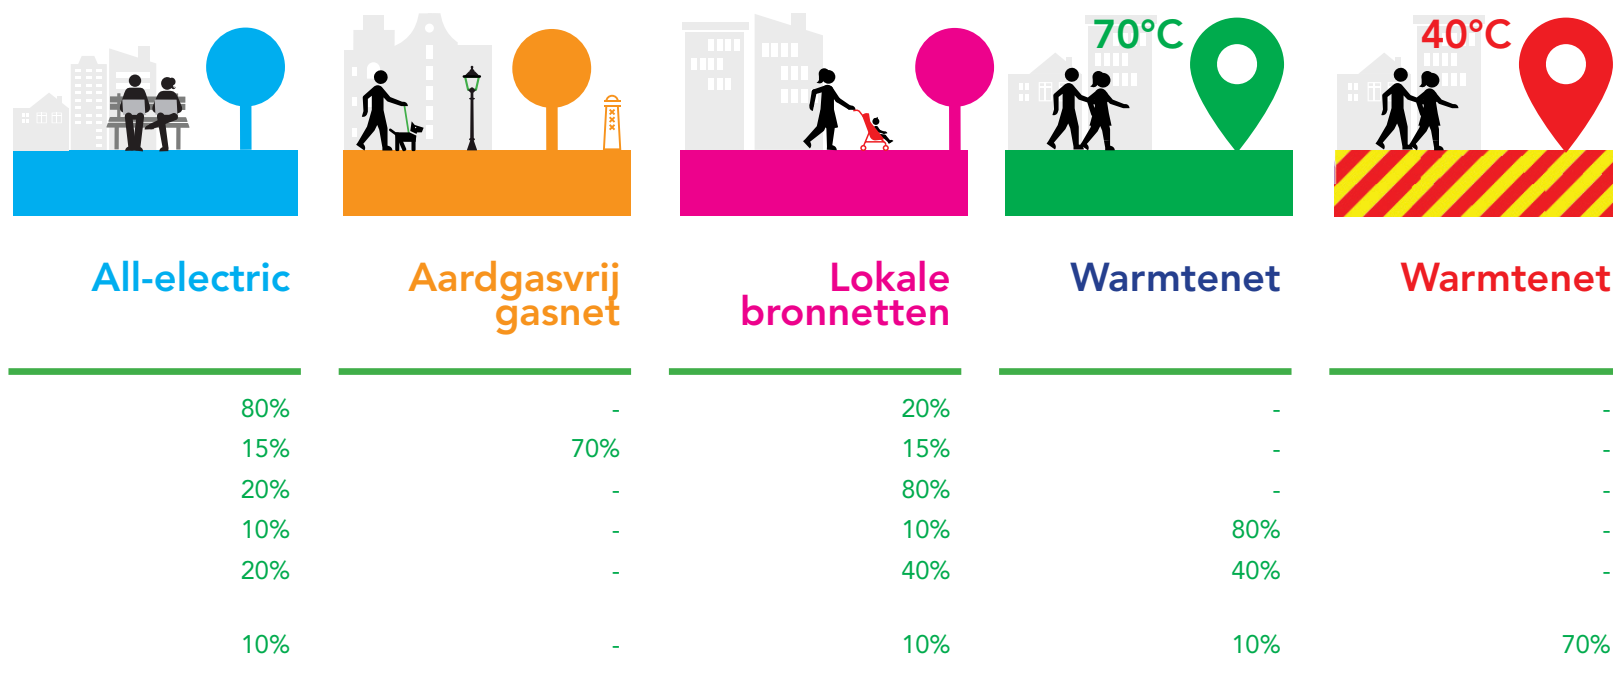 70°C 40°C
All-electric Aardgasvrij gasnet Lokale bronnetten Warmtenet Warmtenet
80% - 20% - -
15% 70% 15% - -
20% - 80% - -
10% - 10% 80% -
20% - 40% 40% -
10% - 10% 10% 70%